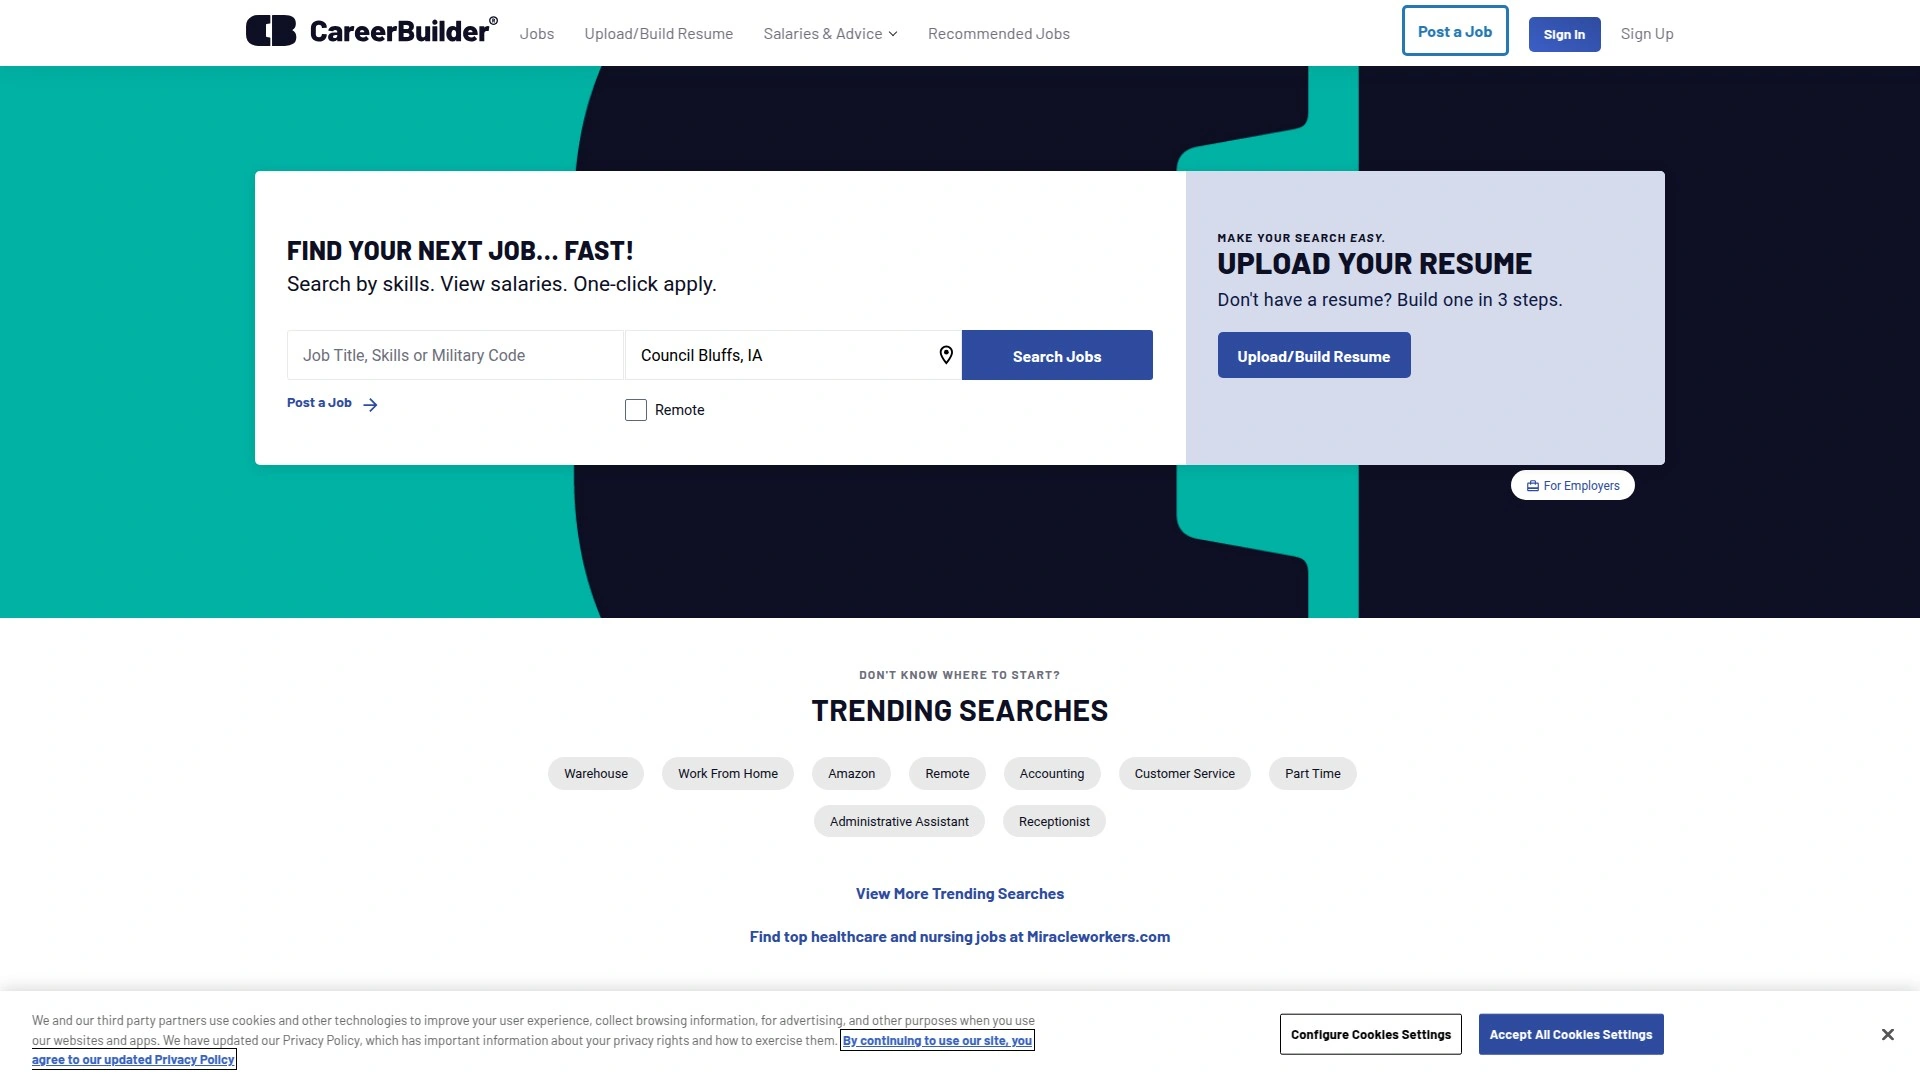 CareerBuilder®
Jobs
Upload/Build Resume
Salaries & Advice
Recommended Jobs
Post a Job
Sign In
Sign Up
FIND YOUR NEXT JOB... FAST!
Search by skills. View salaries. One-click apply.
Job Title, Skills or Military Code
Council Bluffs, IA
Search Jobs
Post a Job
Remote
MAKE YOUR SEARCH EASY.
UPLOAD YOUR RESUME
Don't have a resume? Build one in 3 steps.
Upload/Build Resume
For Employers
DON'T KNOW WHERE TO START?
TRENDING SEARCHES
Warehouse
Work From Home
Amazon
Remote
Accounting
Customer Service
Part Time
Administrative Assistant
Receptionist
View More Trending Searches
Find top healthcare and nursing jobs at Miracleworkers.com
We and our third party partners use cookies and other technologies to improve your user experience, collect browsing information, for advertising, and other purposes when you use
our websites and apps. We have updated our Privacy Policy, which has important information about your privacy rights and how to exercise them. By continuing to use our site, you
agree to our updated Privacy Policy
Configure Cookies Settings
Accept All Cookies Settings